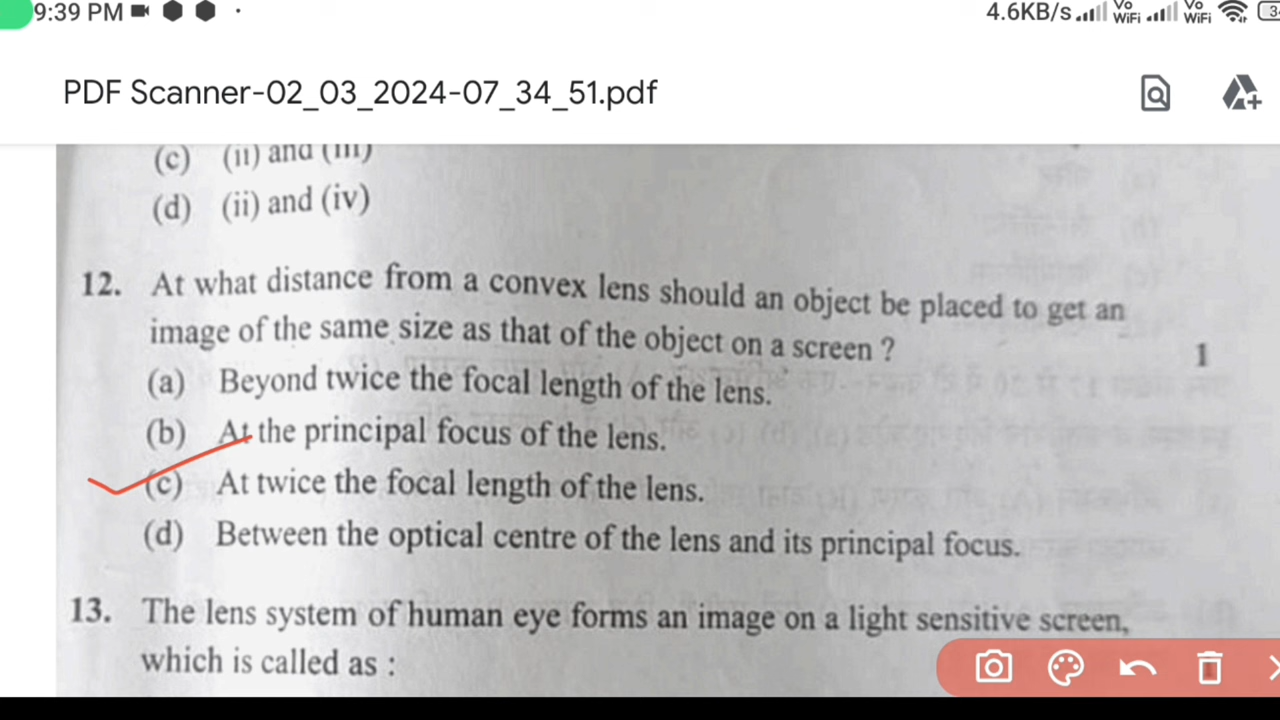 9:39 PM
4.6KB/s Vo WiFi Vo WiFi
PDF Scanner-02_03_2024-07_34_51.pdf
(c) (ii) and (iii)
(d) (ii) and (iv)
12. At what distance from a convex lens should an object be placed to get an
image of the same size as that of the object on a screen ?
1
(a) Beyond twice the focal length of the lens.
(b) At the principal focus of the lens.
(c) At twice the focal length of the lens.
(d) Between the optical centre of the lens and its principal focus.
13. The lens system of human eye forms an image on a light sensitive screen,
which is called as :